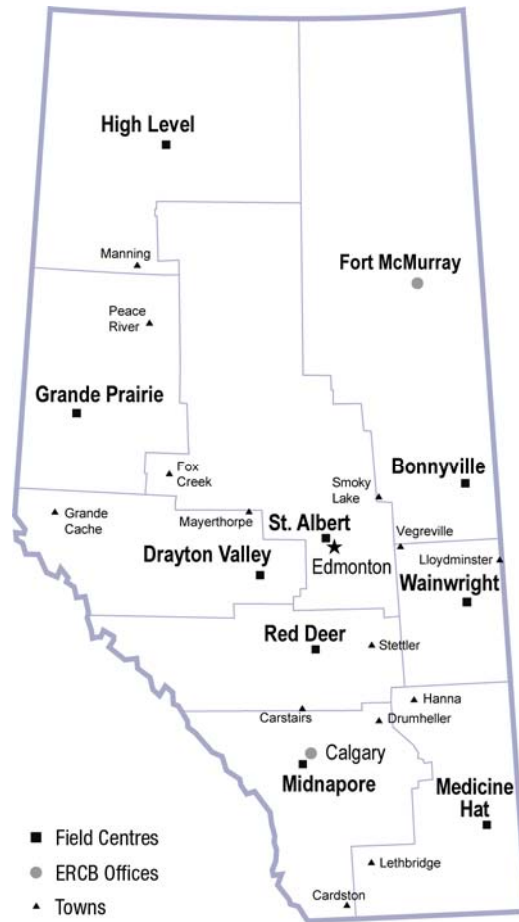 High Level
Manning
Fort McMurray
Peace
River
Grande Prairie
Fox
Creek
Bonnyville
Smoky
Lake
Grande
Cache
Mayerthorpe
St. Albert
Vegreville
Edmonton
Lloydminster
Drayton Valley
Wainwright
Red Deer
Stettler
Hanna
Carstairs
Drumheller
Calgary
Midnapore
Medicine
Hat
Field Centres
Lethbridge
ERCB Offices
Cardston
Towns